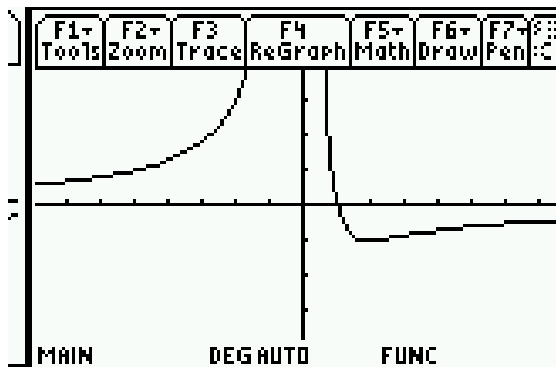 F1 F2 F3 F4 F5 F6 F7
Tools Zoom Trace ReGraph Math Draw Pen :C
MAIN DEG AUTO FUNC